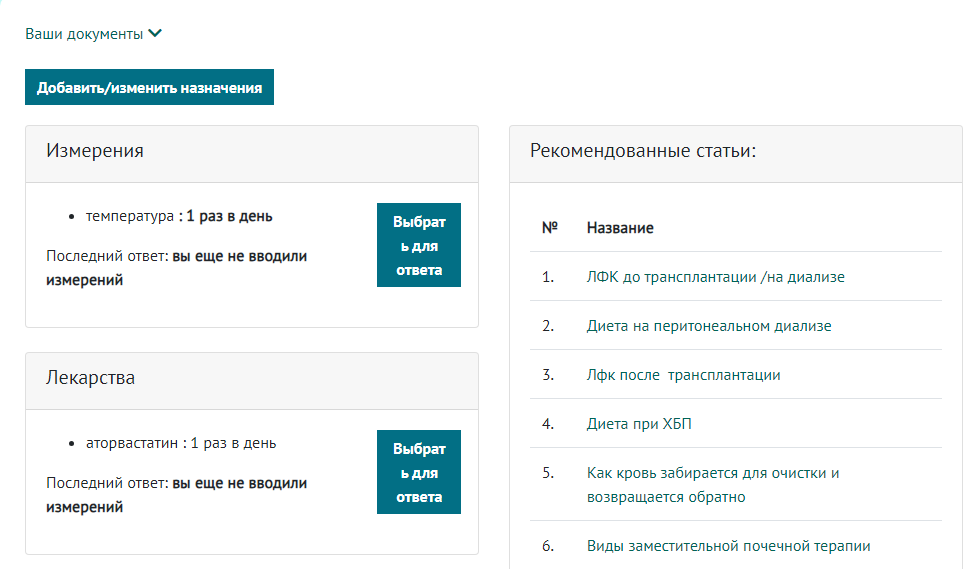 Ваши документы
Добавить/изменить назначения
Измерения
температура : 1 раз в день
Последний ответ: вы еще не вводили
измерений
Выбрат
ь для
ответа
Лекарства
аторвастатин : 1 раз в день
Последний ответ: вы еще не вводили
измерений
Выбрат
ь для
ответа
Рекомендованные статьи:
№ Название
1. ЛФК до трансплантации /на диализе
2. Диета на перитонеальном диализе
3. Лфк после трансплантации
4. Диета при ХБП
5. Как кровь забирается для очистки и
возвращается обратно
6. Виды заместительной почечной терапии